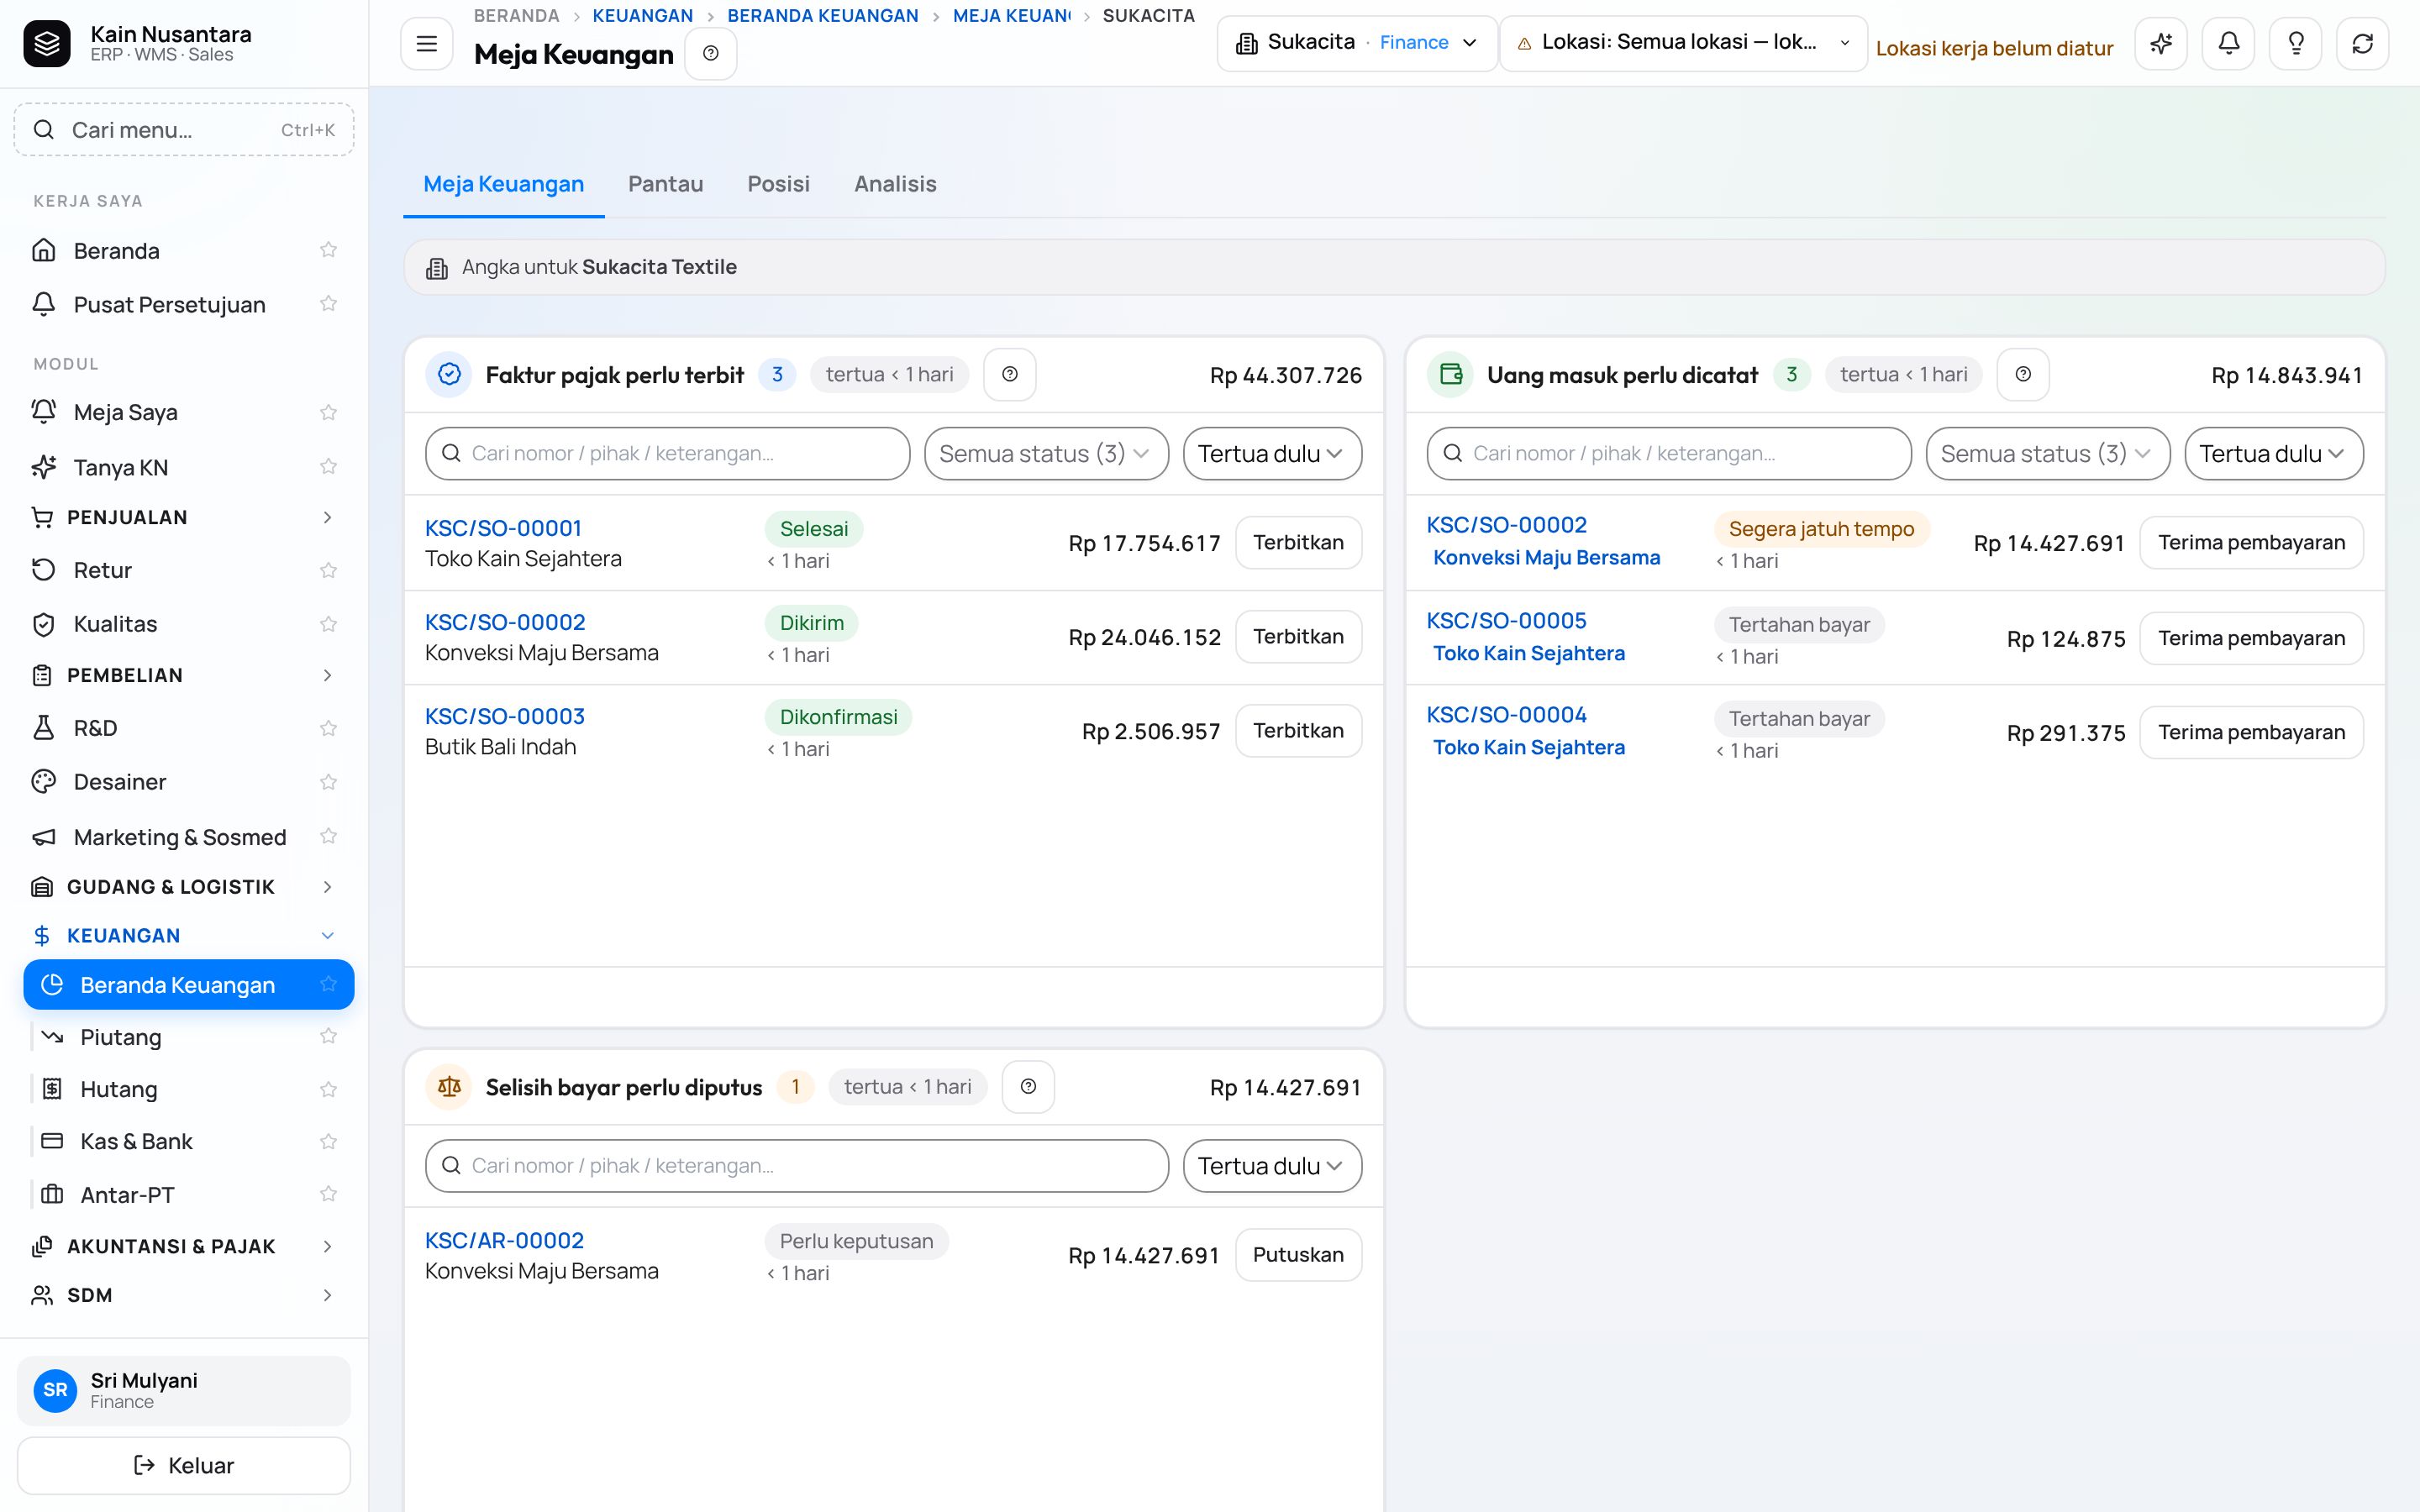 Kain Nusantara
ERP · WMS · Sales
Cari menu... Ctrl+K
KERJA SAYA
Beranda
Pusat Persetujuan
MODUL
Meja Saya
Tanya KN
PENJUALAN
Retur
Kualitas
PEMBELIAN
R&D
Desainer
Marketing & Sosmed
GUDANG & LOGISTIK
KEUANGAN
Beranda Keuangan
Piutang
Hutang
Kas & Bank
Antar-PT
AKUNTANSI & PAJAK
SDM
SR
Sri Mulyani
Finance
Keluar
BERANDA > KEUANGAN > BERANDA KEUANGAN > MEJA KEUAN > SUKACITA
Meja Keuangan
Sukacita · Finance
Lokasi: Semua lokasi — lok...
Lokasi kerja belum diatur
Meja Keuangan Pantau Posisi Analisis
Angka untuk Sukacita Textile
Faktur pajak perlu terbit 3 tertua < 1 hari Rp 44.307.726
Cari nomor / pihak / keterangan... Semua status (3) Tertua dulu
KSC/SO-00001 Selesai Rp 17.754.617 Terbitkan
Toko Kain Sejahtera < 1 hari
KSC/SO-00002 Dikirim Rp 24.046.152 Terbitkan
Konveksi Maju Bersama < 1 hari
KSC/SO-00003 Dikonfirmasi Rp 2.506.957 Terbitkan
Butik Bali Indah < 1 hari
Uang masuk perlu dicatat 3 tertua < 1 hari Rp 14.843.941
Cari nomor / pihak / keterangan... Semua status (3) Tertua dulu
KSC/SO-00002 Segera jatuh tempo Rp 14.427.691 Terima pembayaran
Konveksi Maju Bersama < 1 hari
KSC/SO-00005 Tertahan bayar Rp 124.875 Terima pembayaran
Toko Kain Sejahtera < 1 hari
KSC/SO-00004 Tertahan bayar Rp 291.375 Terima pembayaran
Toko Kain Sejahtera < 1 hari
Selisih bayar perlu diputus 1 tertua < 1 hari Rp 14.427.691
Cari nomor / pihak / keterangan... Tertua dulu
KSC/AR-00002 Perlu keputusan Rp 14.427.691 Putuskan
Konveksi Maju Bersama < 1 hari